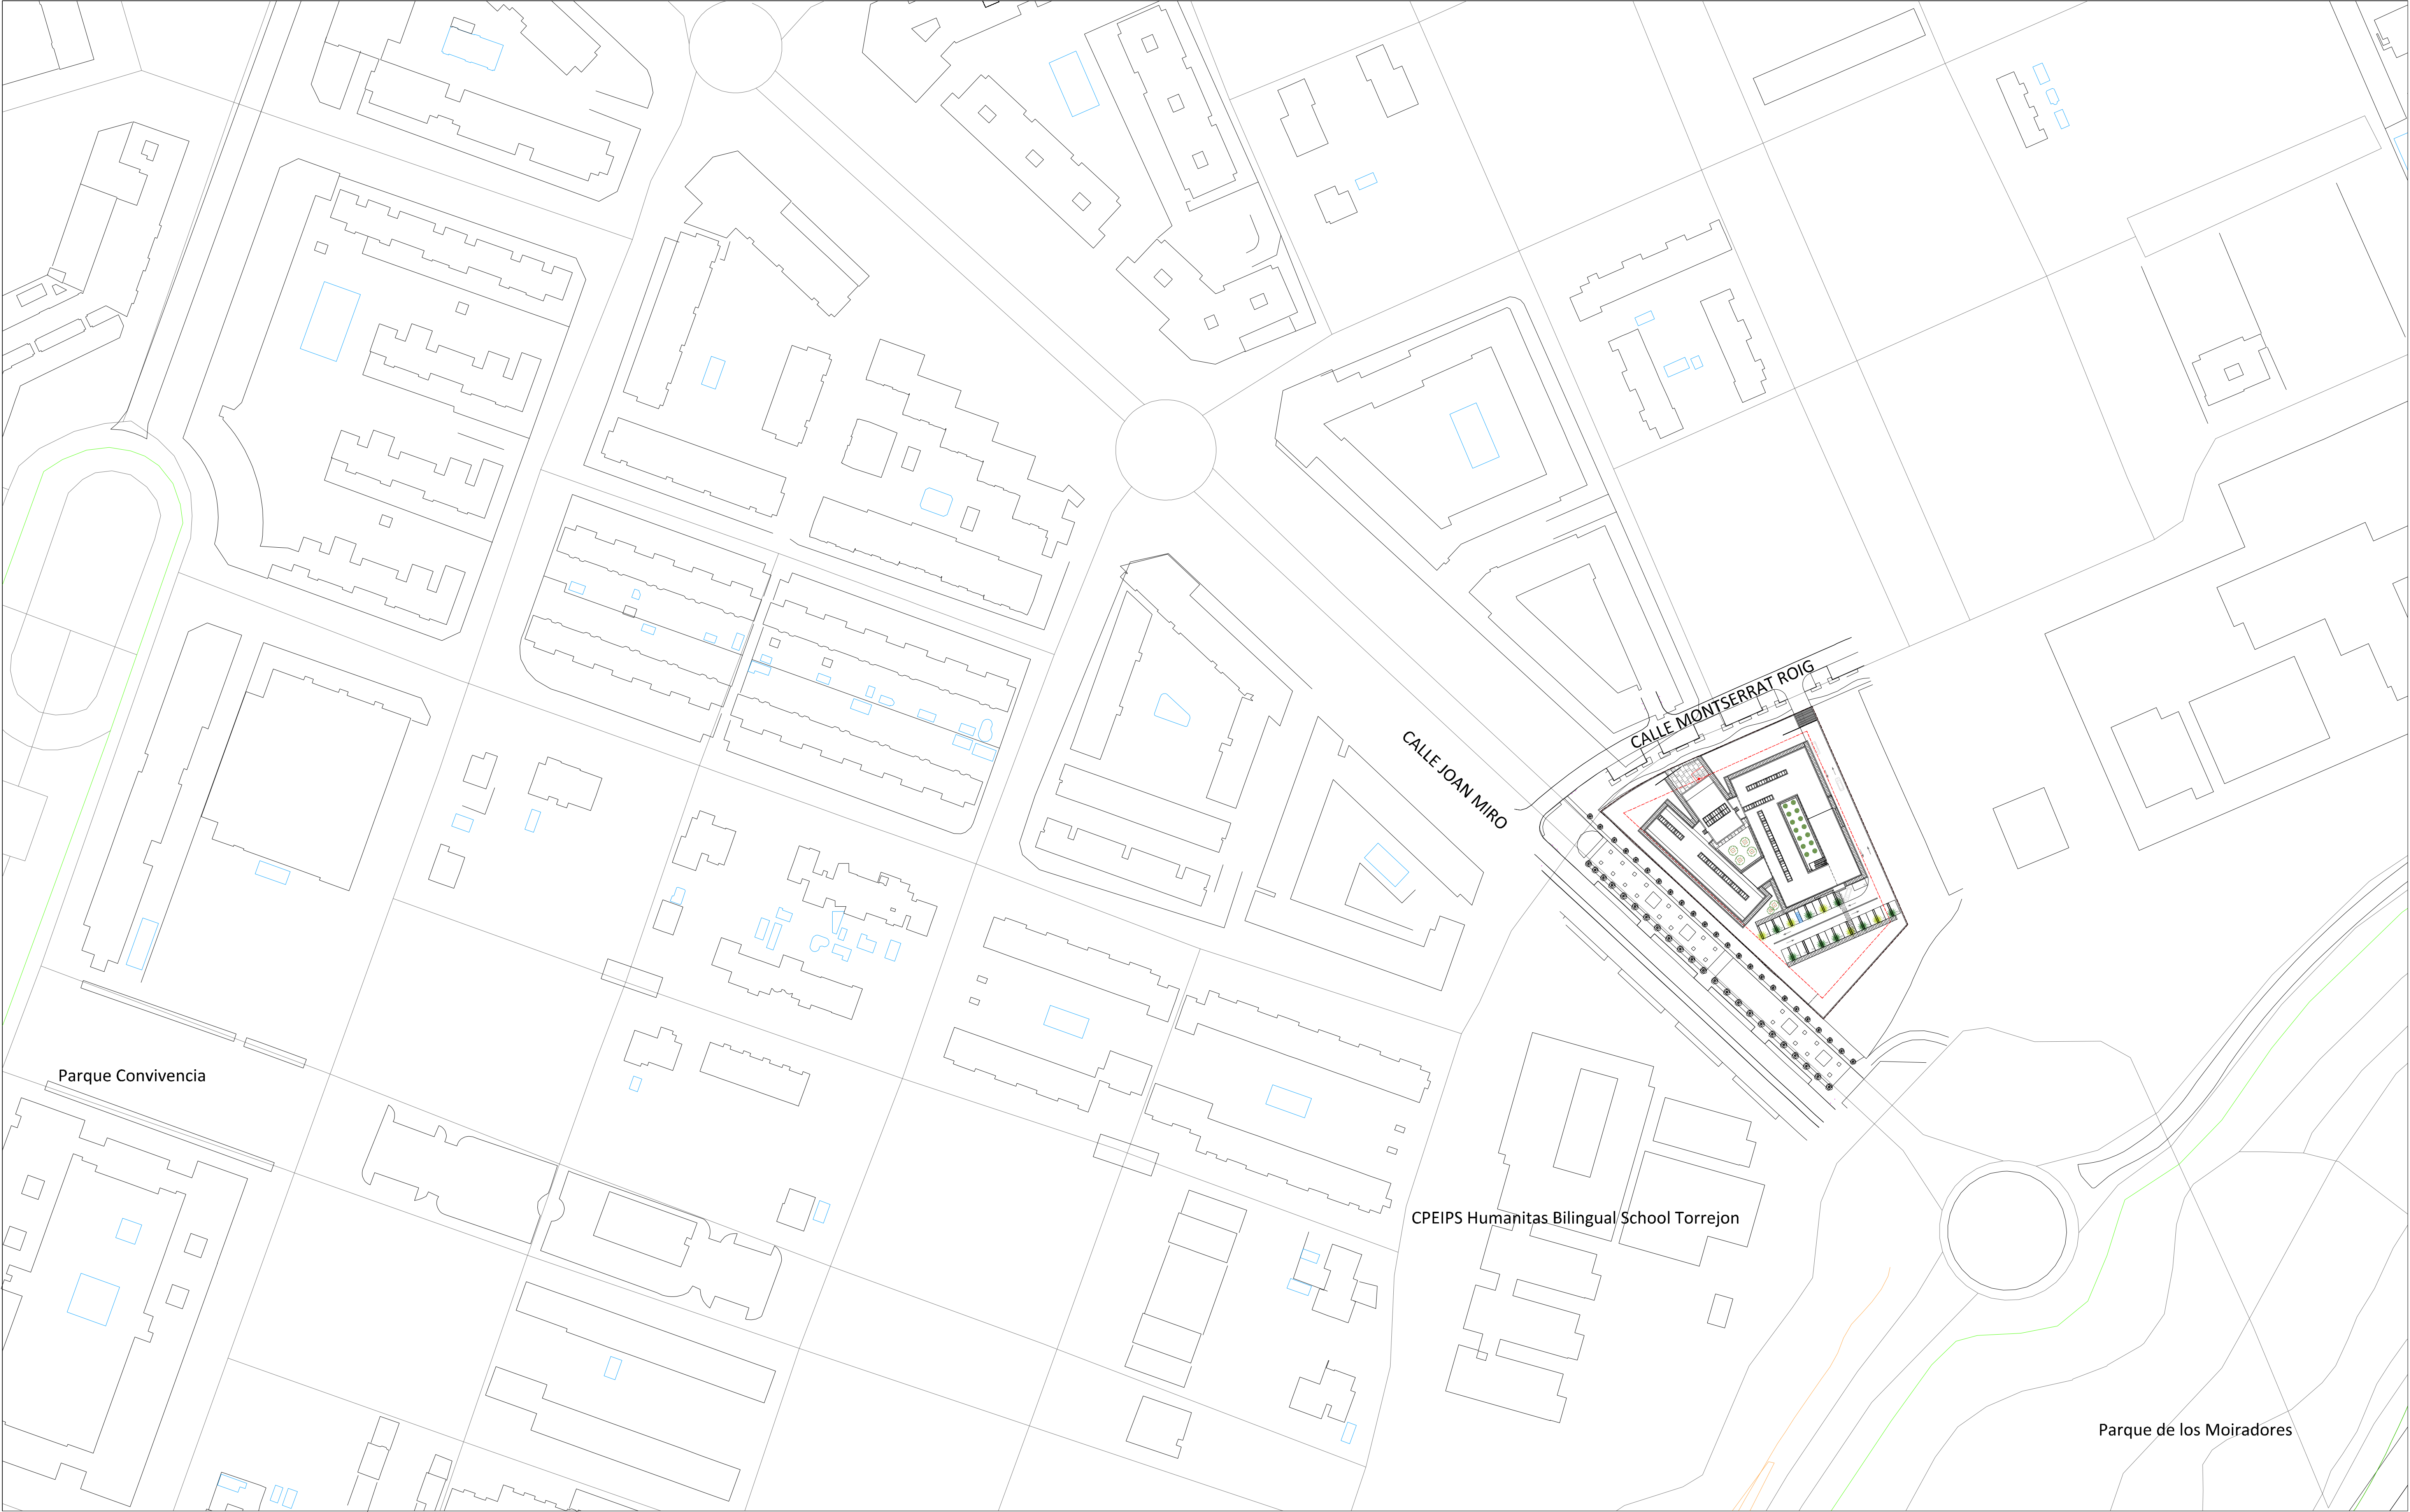 CALLE MONTSERRAT ROIG
CALLE JOAN MIRO
Parque Convivencia
CPEIPS Humanitas Bilingual School Torrejon
Parque de los Moiradores